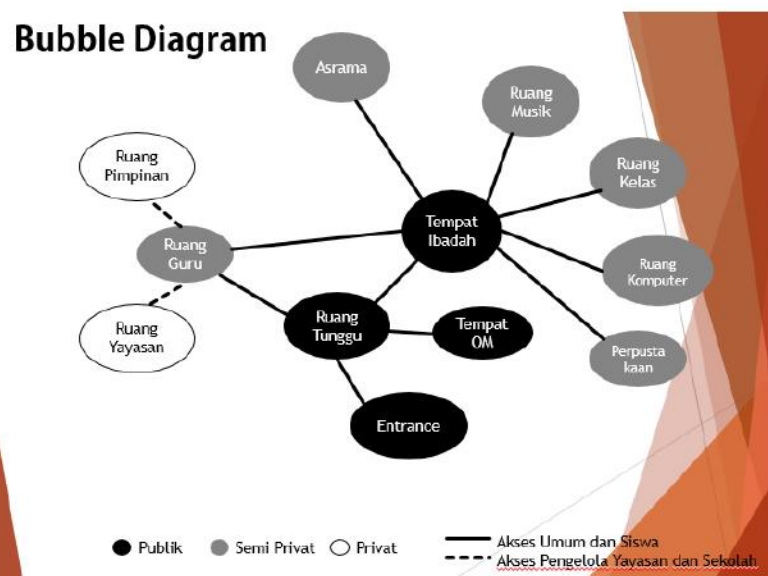 Bubble Diagram
Asrama
Ruang
Musik
Ruang
Pimpinan
Ruang
Kelas
Tempat
Ibadah
Ruang
Guru
Ruang
Komputer
Ruang
Yayasan
Ruang
Tunggu
Tempat
OM
Perpusta
kaan
Entrance
Publik
Semi Privat
Privat
Akses Umum dan Siswa
Akses Pengelola Yayasan dan Sekolah